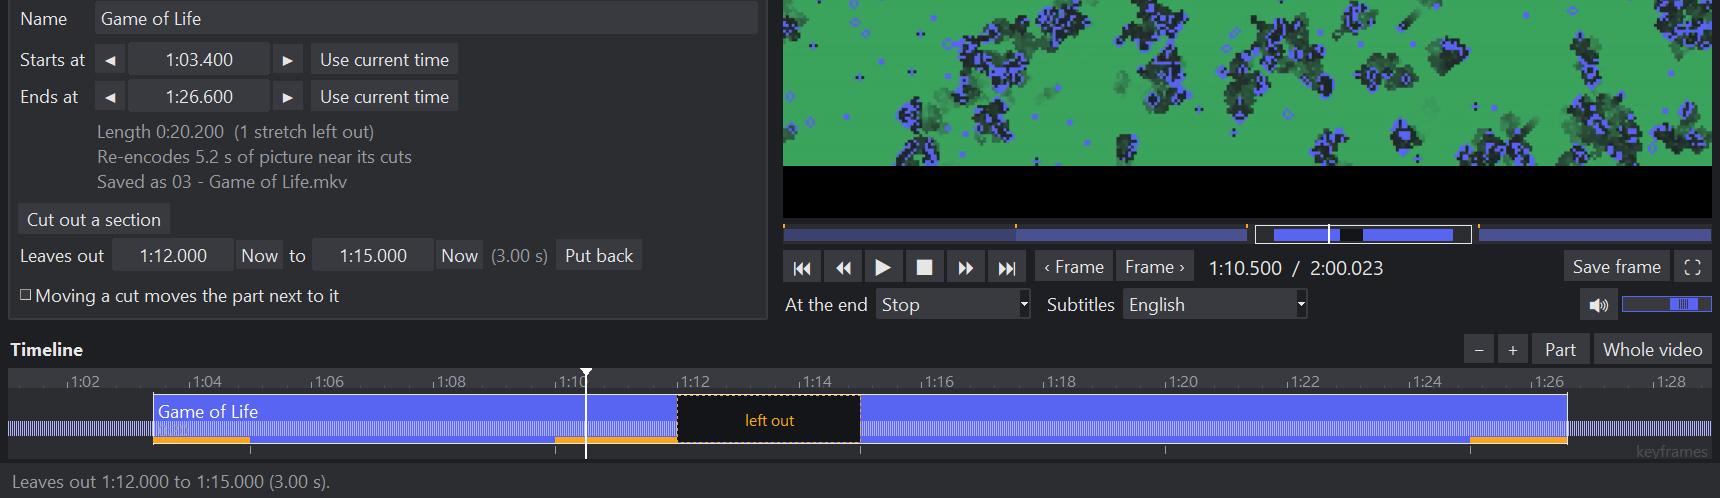 Name Game of Life
Starts at ◄ 1:03.400 ► Use current time
Ends at ◄ 1:26.600 ► Use current time
Length 0:20.200 (1 stretch left out)
Re-encodes 5.2 s of picture near its cuts
Saved as 03 - Game of Life.mkv
Cut out a section
Leaves out 1:12.000 Now to 1:15.000 Now (3.00 s) Put back
Moving a cut moves the part next to it
‹ Frame Frame › 1:10.500 / 2:00.023 Save frame
At the end Stop Subtitles English
Timeline − + Part Whole video
1:02 1:04 1:06 1:08 1:10 1:12 1:14 1:16 1:18 1:20 1:22 1:24 1:26 1:28
Game of Life
left out
keyframes
Leaves out 1:12.000 to 1:15.000 (3.00 s).